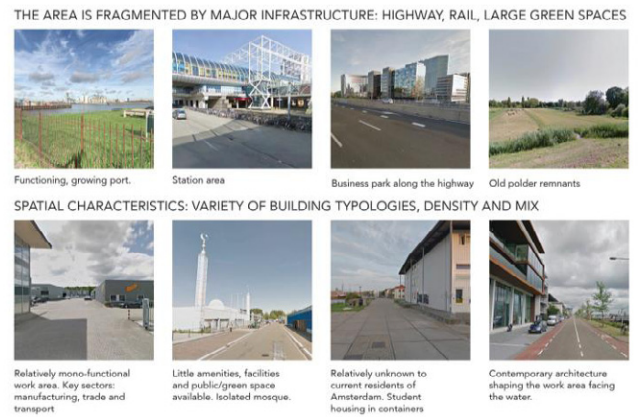 THE AREA IS FRAGMENTED BY MAJOR INFRASTRUCTURE: HIGHWAY, RAIL, LARGE GREEN SPACES
Functioning, growing port.
Station area
Business park along the highway
Old polder remnants
SPATIAL CHARACTERISTICS: VARIETY OF BUILDING TYPOLOGIES, DENSITY AND MIX
Relatively mono-functional
work area. Key sectors:
manufacturing, trade and
transport
Little amenities, facilities
and public/green space
available. Isolated mosque.
Relatively unknown to
current residents of
Amsterdam. Student
housing in containers
Contemporary architecture
shaping the work area facing
the water.